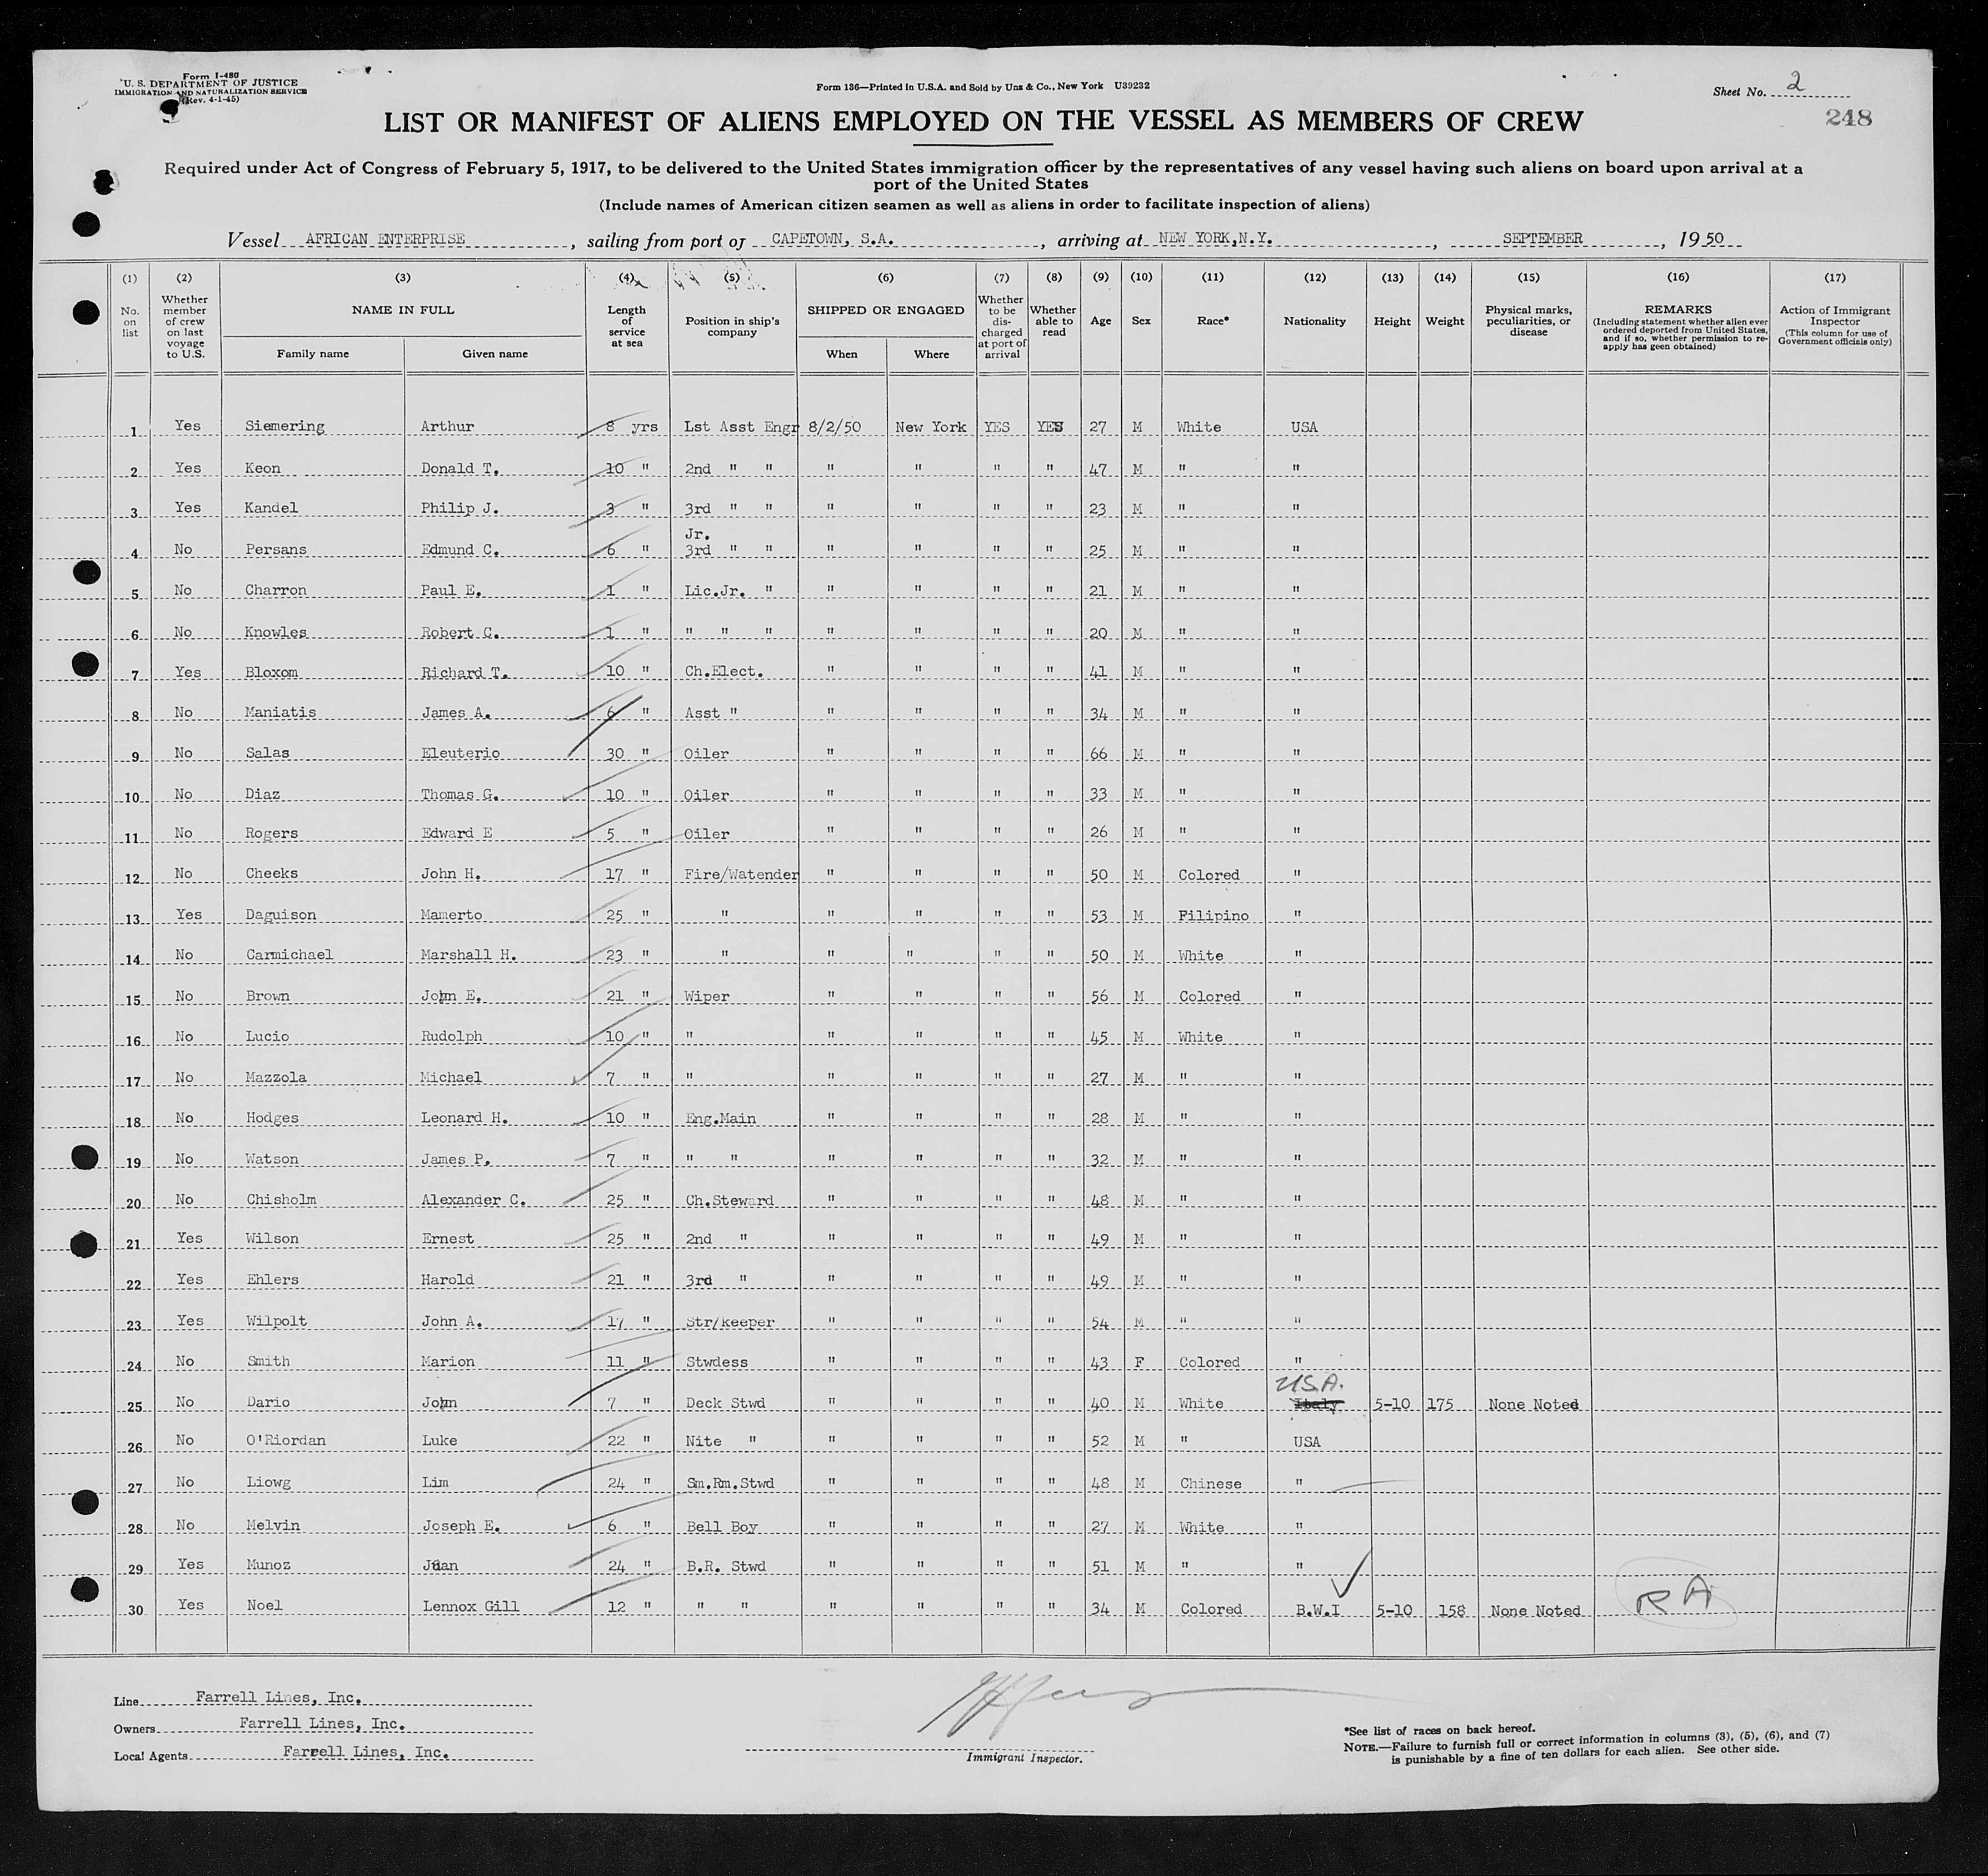 Form I-480
U. S. DEPARTMENT OF JUSTICE
IMMIGRATION AND NATURALIZATION SERVICE
(Rev. 4-1-45)
Form 136—Printed in U.S.A. and Sold by Unz & Co., New York U39232
Sheet No. 2
248
LIST OR MANIFEST OF ALIENS EMPLOYED ON THE VESSEL AS MEMBERS OF CREW
Required under Act of Congress of February 5, 1917, to be delivered to the United States immigration officer by the representatives of any vessel having such aliens on board upon arrival at a
port of the United States
(Include names of American citizen seamen as well as aliens in order to facilitate inspection of aliens)
Vessel AFRICAN ENTERPRISE, sailing from port of CAPETOWN, S.A., arriving at NEW YORK,N.Y., SEPTEMBER, 1950
(1) (2) (3) (4) (5) (6) (7) (8) (9) (10) (11) (12) (13) (14) (15) (16) (17)
No. on list
Whether member of crew on last voyage to U.S.
NAME IN FULL
Family name Given name
Length of service at sea
Position in ship's company
SHIPPED OR ENGAGED
When Where
Whether to be discharged at port of arrival
Whether able to read
Age
Sex
Race*
Nationality
Height
Weight
Physical marks, peculiarities, or disease
REMARKS
(Including statement whether alien ever ordered deported from United States, and if so, whether permission to re-apply has geen obtained)
Action of Immigrant Inspector
(This column for use of Government officials only)
1 Yes Siemering Arthur 8 yrs Lst Asst Engr 8/2/50 New York YES YES 27 M White USA
2 Yes Keon Donald T. 10 " 2nd " " " " " " 47 M " "
3 Yes Kandel Philip J. 3 " 3rd " " " " " " 23 M " "
4 No Persans Edmund C. 6 " Jr. 3rd " " " " " " 25 M " "
5 No Charron Paul E. 1 " Lic.Jr. " " " " " 21 M " "
6 No Knowles Robert C. 1 " " " " " " " " 20 M " "
7 Yes Bloxom Richard T. 10 " Ch.Elect. " " " " 41 M " "
8 No Maniatis James A. 6 " Asst " " " " " 34 M " "
9 No Salas Eleuterio 30 " Oiler " " " " 66 M " "
10 No Diaz Thomas G. 10 " Oiler " " " " 33 M " "
11 No Rogers Edward E 5 " Oiler " " " " 26 M " "
12 No Cheeks John H. 17 " Fire/Watender " " " " 50 M Colored "
13 Yes Daguison Mamerto 25 " " " " " " 53 M Filipino "
14 No Carmichael Marshall H. 23 " " " " " " 50 M White "
15 No Brown John E. 21 " Wiper " " " " 56 M Colored "
16 No Lucio Rudolph 10 " " " " " " 45 M White "
17 No Mazzola Michael 7 " " " " " " 27 M " "
18 No Hodges Leonard H. 10 " Eng.Main " " " " 28 M " "
19 No Watson James P. 7 " " " " " " " 32 M " "
20 No Chisholm Alexander C. 25 " Ch.Steward " " " " 48 M " "
21 Yes Wilson Ernest 25 " 2nd " " " " " 49 M " "
22 Yes Ehlers Harold 21 " 3rd " " " " " 49 M " "
23 Yes Wilpolt John A. 17 " Str/keeper " " " " 54 M " "
24 No Smith Marion 11 " Stwdess " " " " 43 F Colored "
25 No Dario John 7 " Deck Stwd " " " " 40 M White Italy U.S.A. 5-10 175 None Noted
26 No O'Riordan Luke 22 " Nite " " " " " 52 M " USA
27 No Liowg Lim 24 " Sm.Rm.Stwd " " " " 48 M Chinese "
28 No Melvin Joseph E. 6 " Bell Boy " " " " 27 M White "
29 Yes Munoz Juan 24 " B.R. Stwd " " " " 51 M " "
30 Yes Noel Lennox Gill 12 " " " " " " " 34 M Colored B.W.I 5-10 158 None Noted R A
Line Farrell Lines, Inc.
Owners Farrell Lines, Inc.
Local Agents Farrell Lines, Inc.
Immigrant Inspector.
*See list of races on back hereof.
NOTE.—Failure to furnish full or correct information in columns (3), (5), (6), and (7)
is punishable by a fine of ten dollars for each alien. See other side.